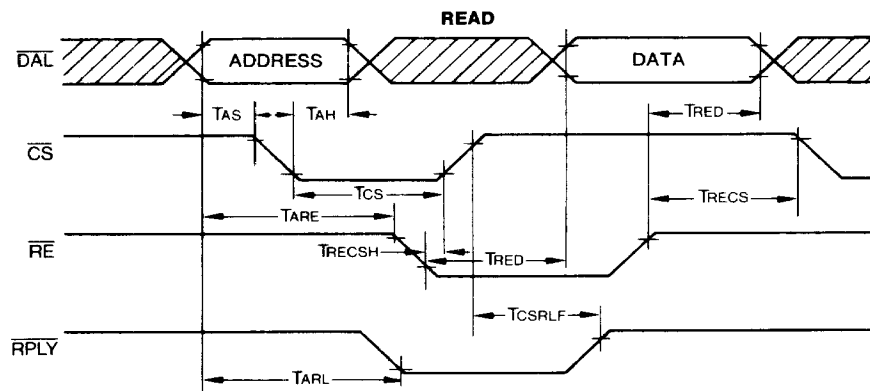 READ
DAL
ADDRESS
DATA
TAS
TAH
TRED
CS
TCS
TRECS
TARE
RE
TRECSH
TRED
TCSRLF
RPLY
TARL